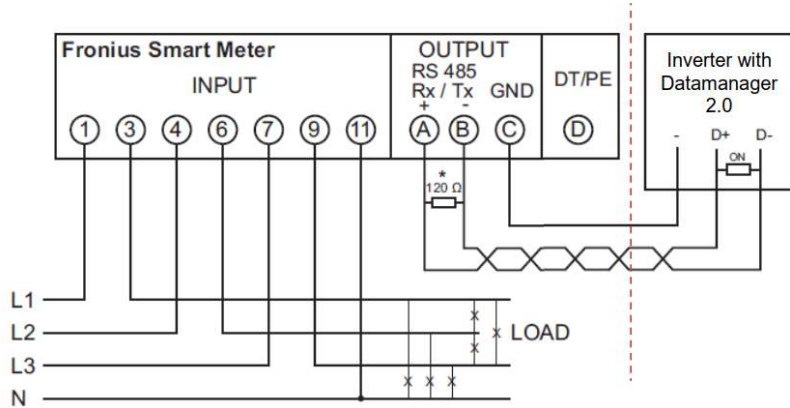 Fronius Smart Meter
INPUT
OUTPUT
RS 485
Rx / Tx
GND
+ -
DT/PE
Inverter with
Datamanager
2.0
1 3 4 6 7 9 11 A B C D
- D+ D-
ON
*
120 Ω
L1
L2
LOAD
L3
N